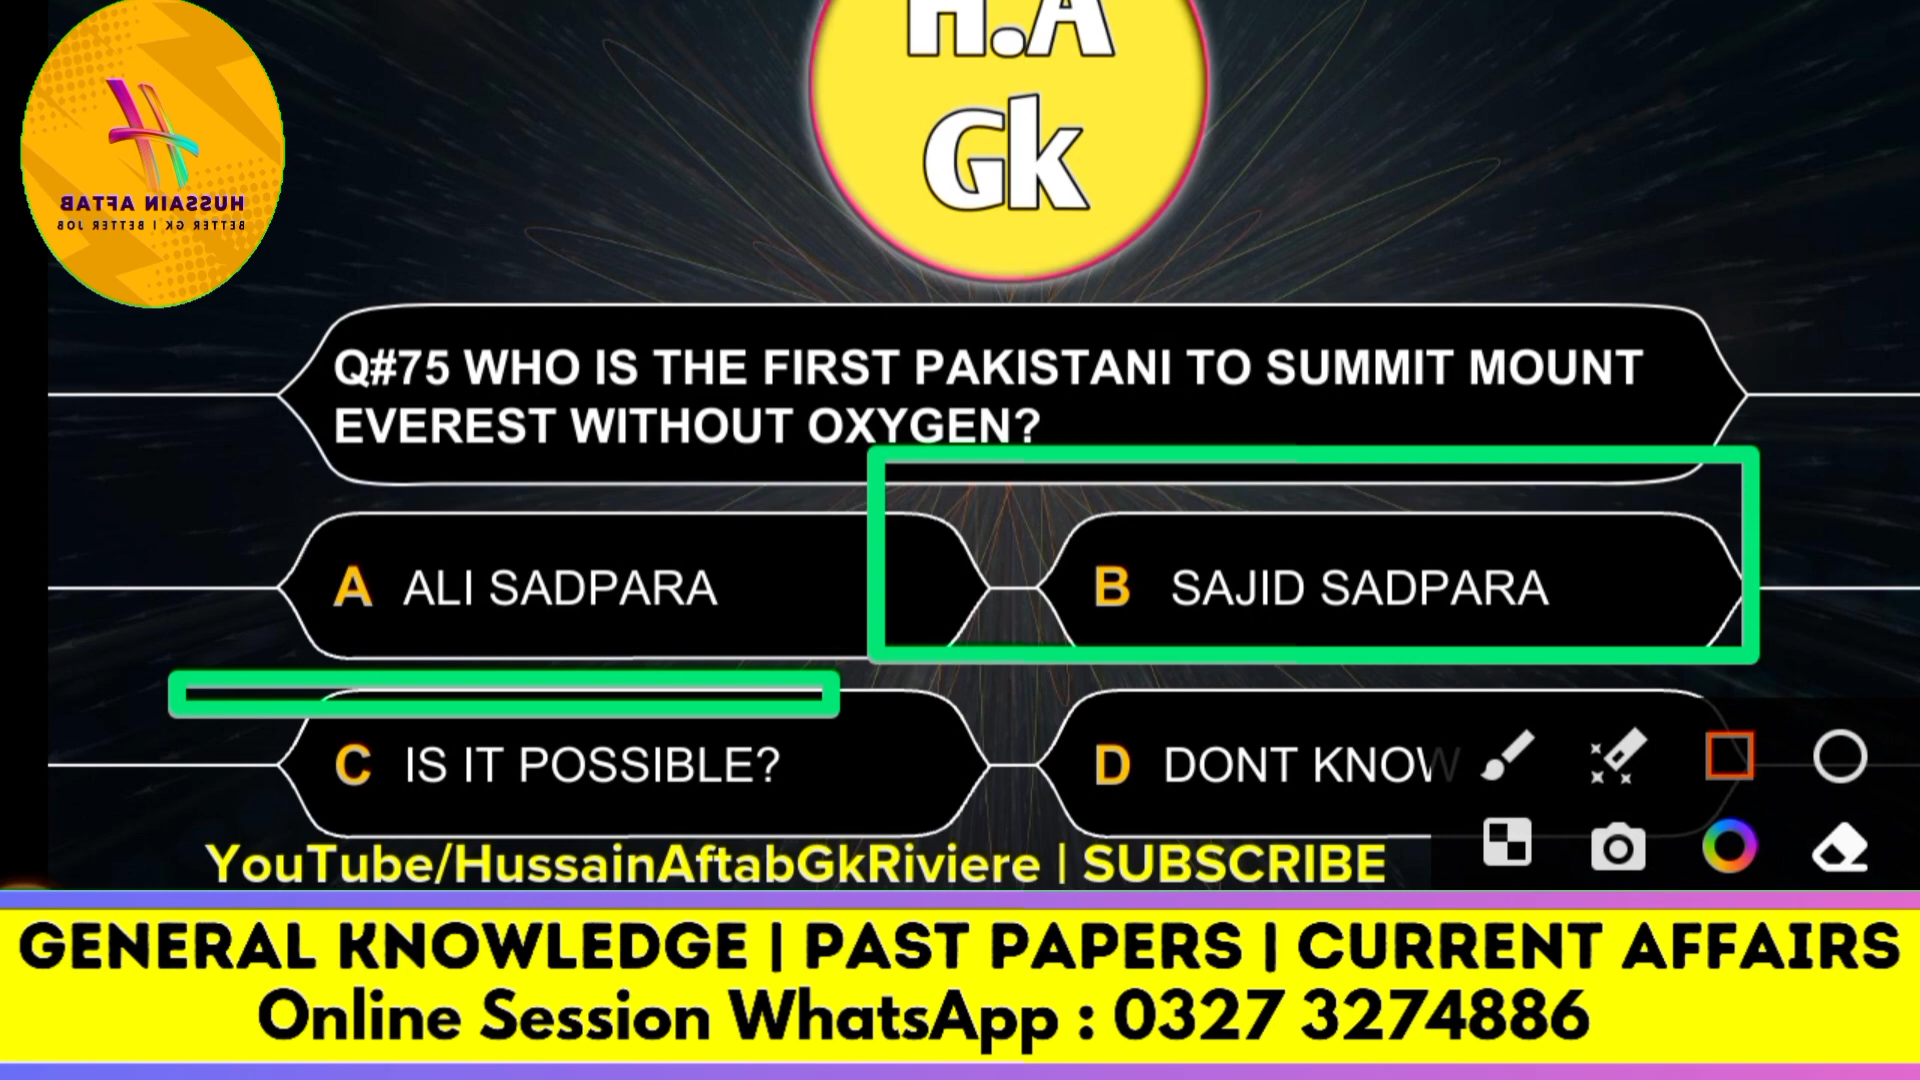 H.A
Gk
HUSSAIN AFTAB
BETTER GK | BETTER JOB
Q#75 WHO IS THE FIRST PAKISTANI TO SUMMIT MOUNT
EVEREST WITHOUT OXYGEN?
A ALI SADPARA
B SAJID SADPARA
C IS IT POSSIBLE?
D DONT KNOW
YouTube/HussainAftabGkRiviere | SUBSCRIBE
GENERAL KNOWLEDGE | PAST PAPERS | CURRENT AFFAIRS
Online Session WhatsApp : 0327 3274886